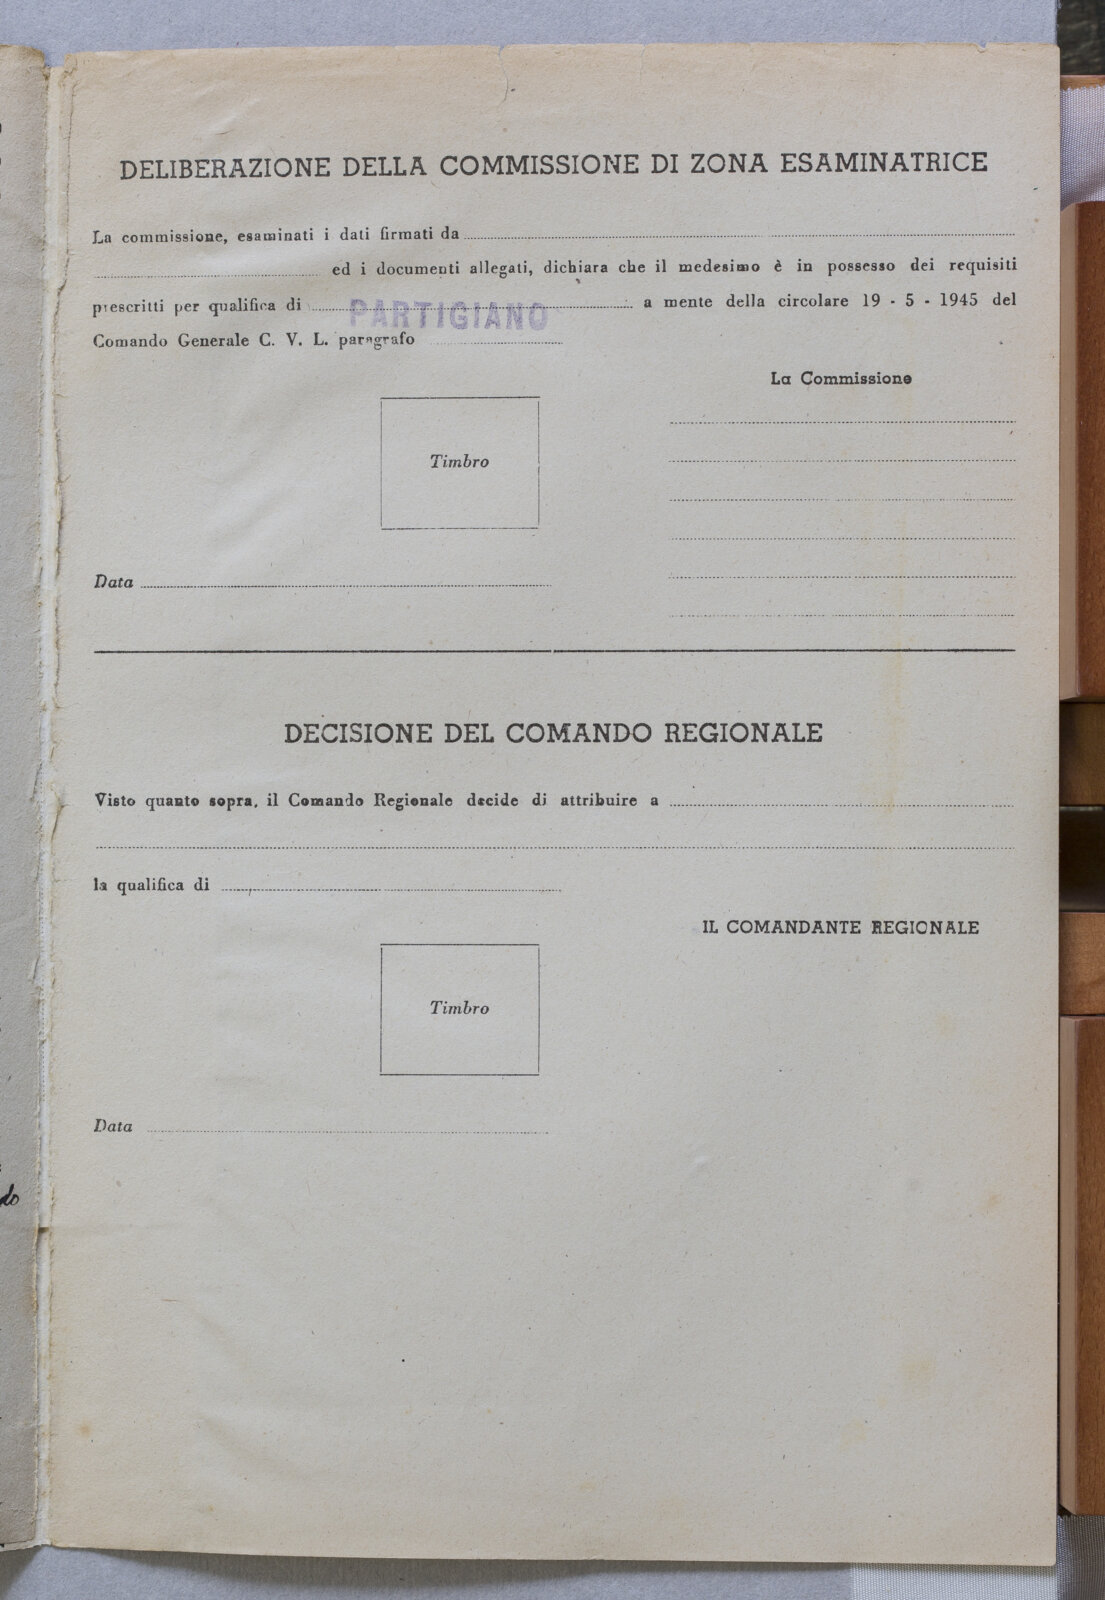 DELIBERAZIONE DELLA COMMISSIONE DI ZONA ESAMINATRICE
La commissione, esaminati i dati firmati da
ed i documenti allegati, dichiara che il medesimo è in possesso dei requisiti
prescritti per qualifica di PARTIGIANO a mente della circolare 19 - 5 - 1945 del
Comando Generale C. V. L. paragrafo
La Commissione
Timbro
Data
DECISIONE DEL COMANDO REGIONALE
Visto quanto sopra, il Comando Regionale decide di attribuire a
la qualifica di
IL COMANDANTE REGIONALE
Timbro
Data